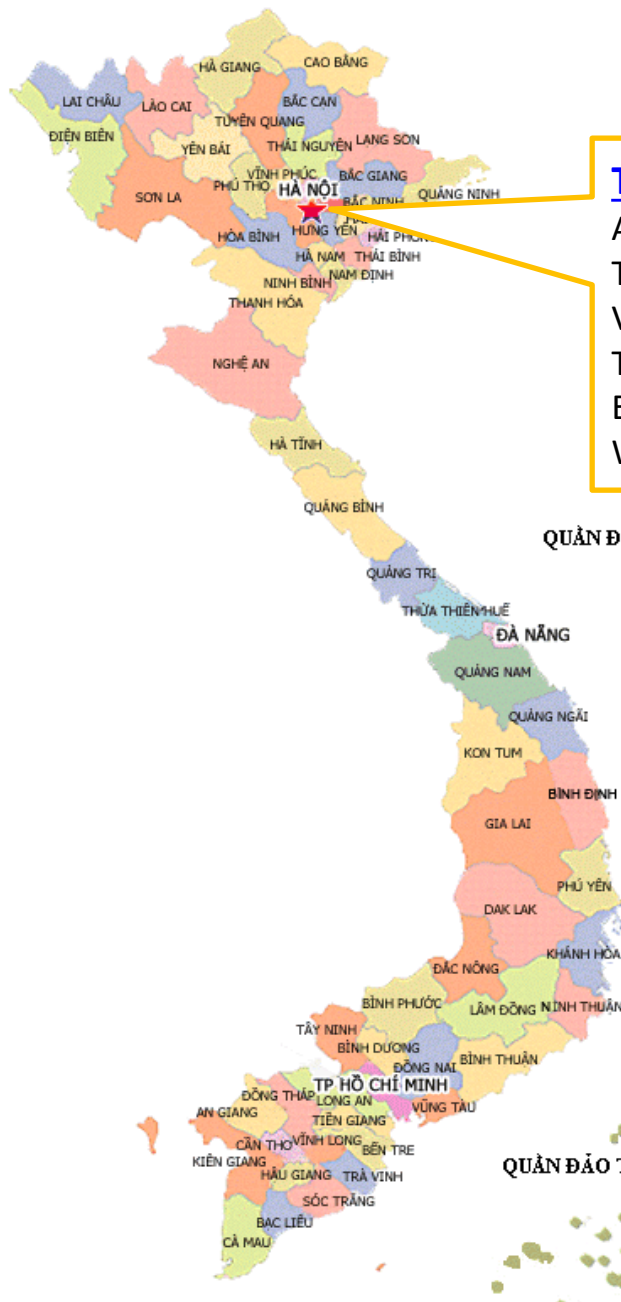 HÀ GIANG
CAO BẰNG
LAI CHÂU
LÀO CAI
BẮC CẠN
TUYÊN QUANG
ĐIỆN BIÊN
YÊN BÁI
THÁI NGUYÊN
LẠNG SƠN
VĨNH PHÚC
BẮC GIANG
PHÚ THỌ
HÀ NỘI
QUẢNG NINH
SƠN LA
BẮC NINH
HƯNG YÊN
HÒA BÌNH
HẢI PHÒNG
HÀ NAM
THÁI BÌNH
NAM ĐỊNH
NINH BÌNH
THANH HÓA
NGHỆ AN
HÀ TĨNH
QUẢNG BÌNH
QUẦN Đ
QUẢNG TRỊ
THỪA THIÊN HUẾ
ĐÀ NẴNG
QUẢNG NAM
QUẢNG NGÃI
KON TUM
BÌNH ĐỊNH
GIA LAI
PHÚ YÊN
DAK LAK
KHÁNH HÒA
ĐẮC NÔNG
BÌNH PHƯỚC
LÂM ĐỒNG
NINH THUẬN
TÂY NINH
BÌNH DƯƠNG
BÌNH THUẬN
ĐỒNG NAI
TP HỒ CHÍ MINH
ĐỒNG THÁP
LONG AN
VŨNG TÀU
AN GIANG
TIỀN GIANG
CẦN THƠ
VĨNH LONG
BẾN TRE
KIÊN GIANG
HẬU GIANG
TRÀ VINH
QUẦN ĐẢO T
SÓC TRĂNG
BẠC LIÊU
CÀ MAU